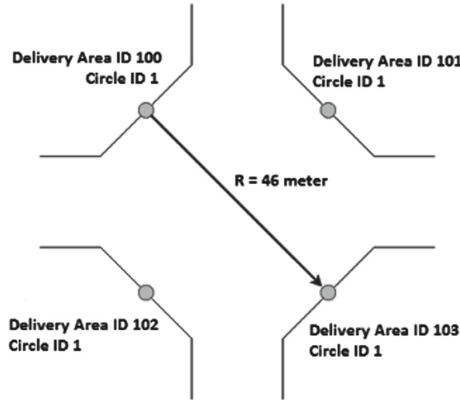 Delivery Area ID 100
Circle ID 1
Delivery Area ID 101
Circle ID 1
R = 46 meter
Delivery Area ID 102
Circle ID 1
Delivery Area ID 103
Circle ID 1